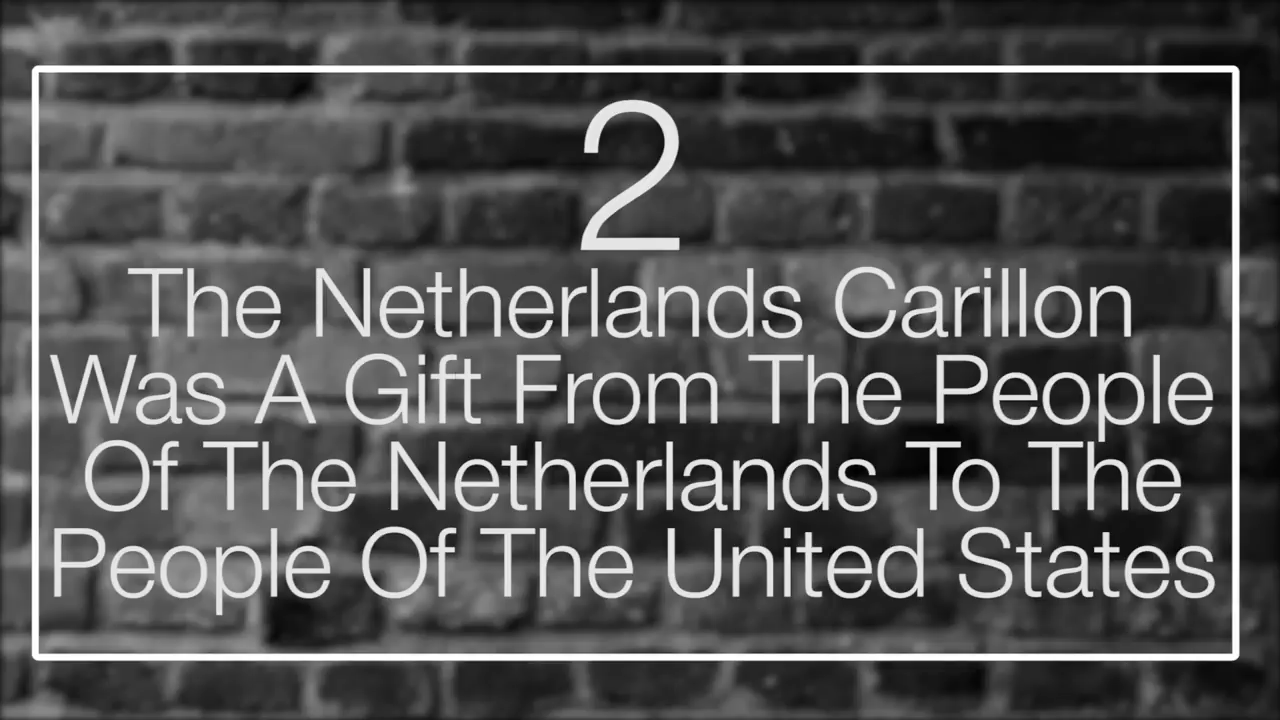 2
The Netherlands Carillon
Was A Gift From The People
Of The Netherlands To The
People Of The United States